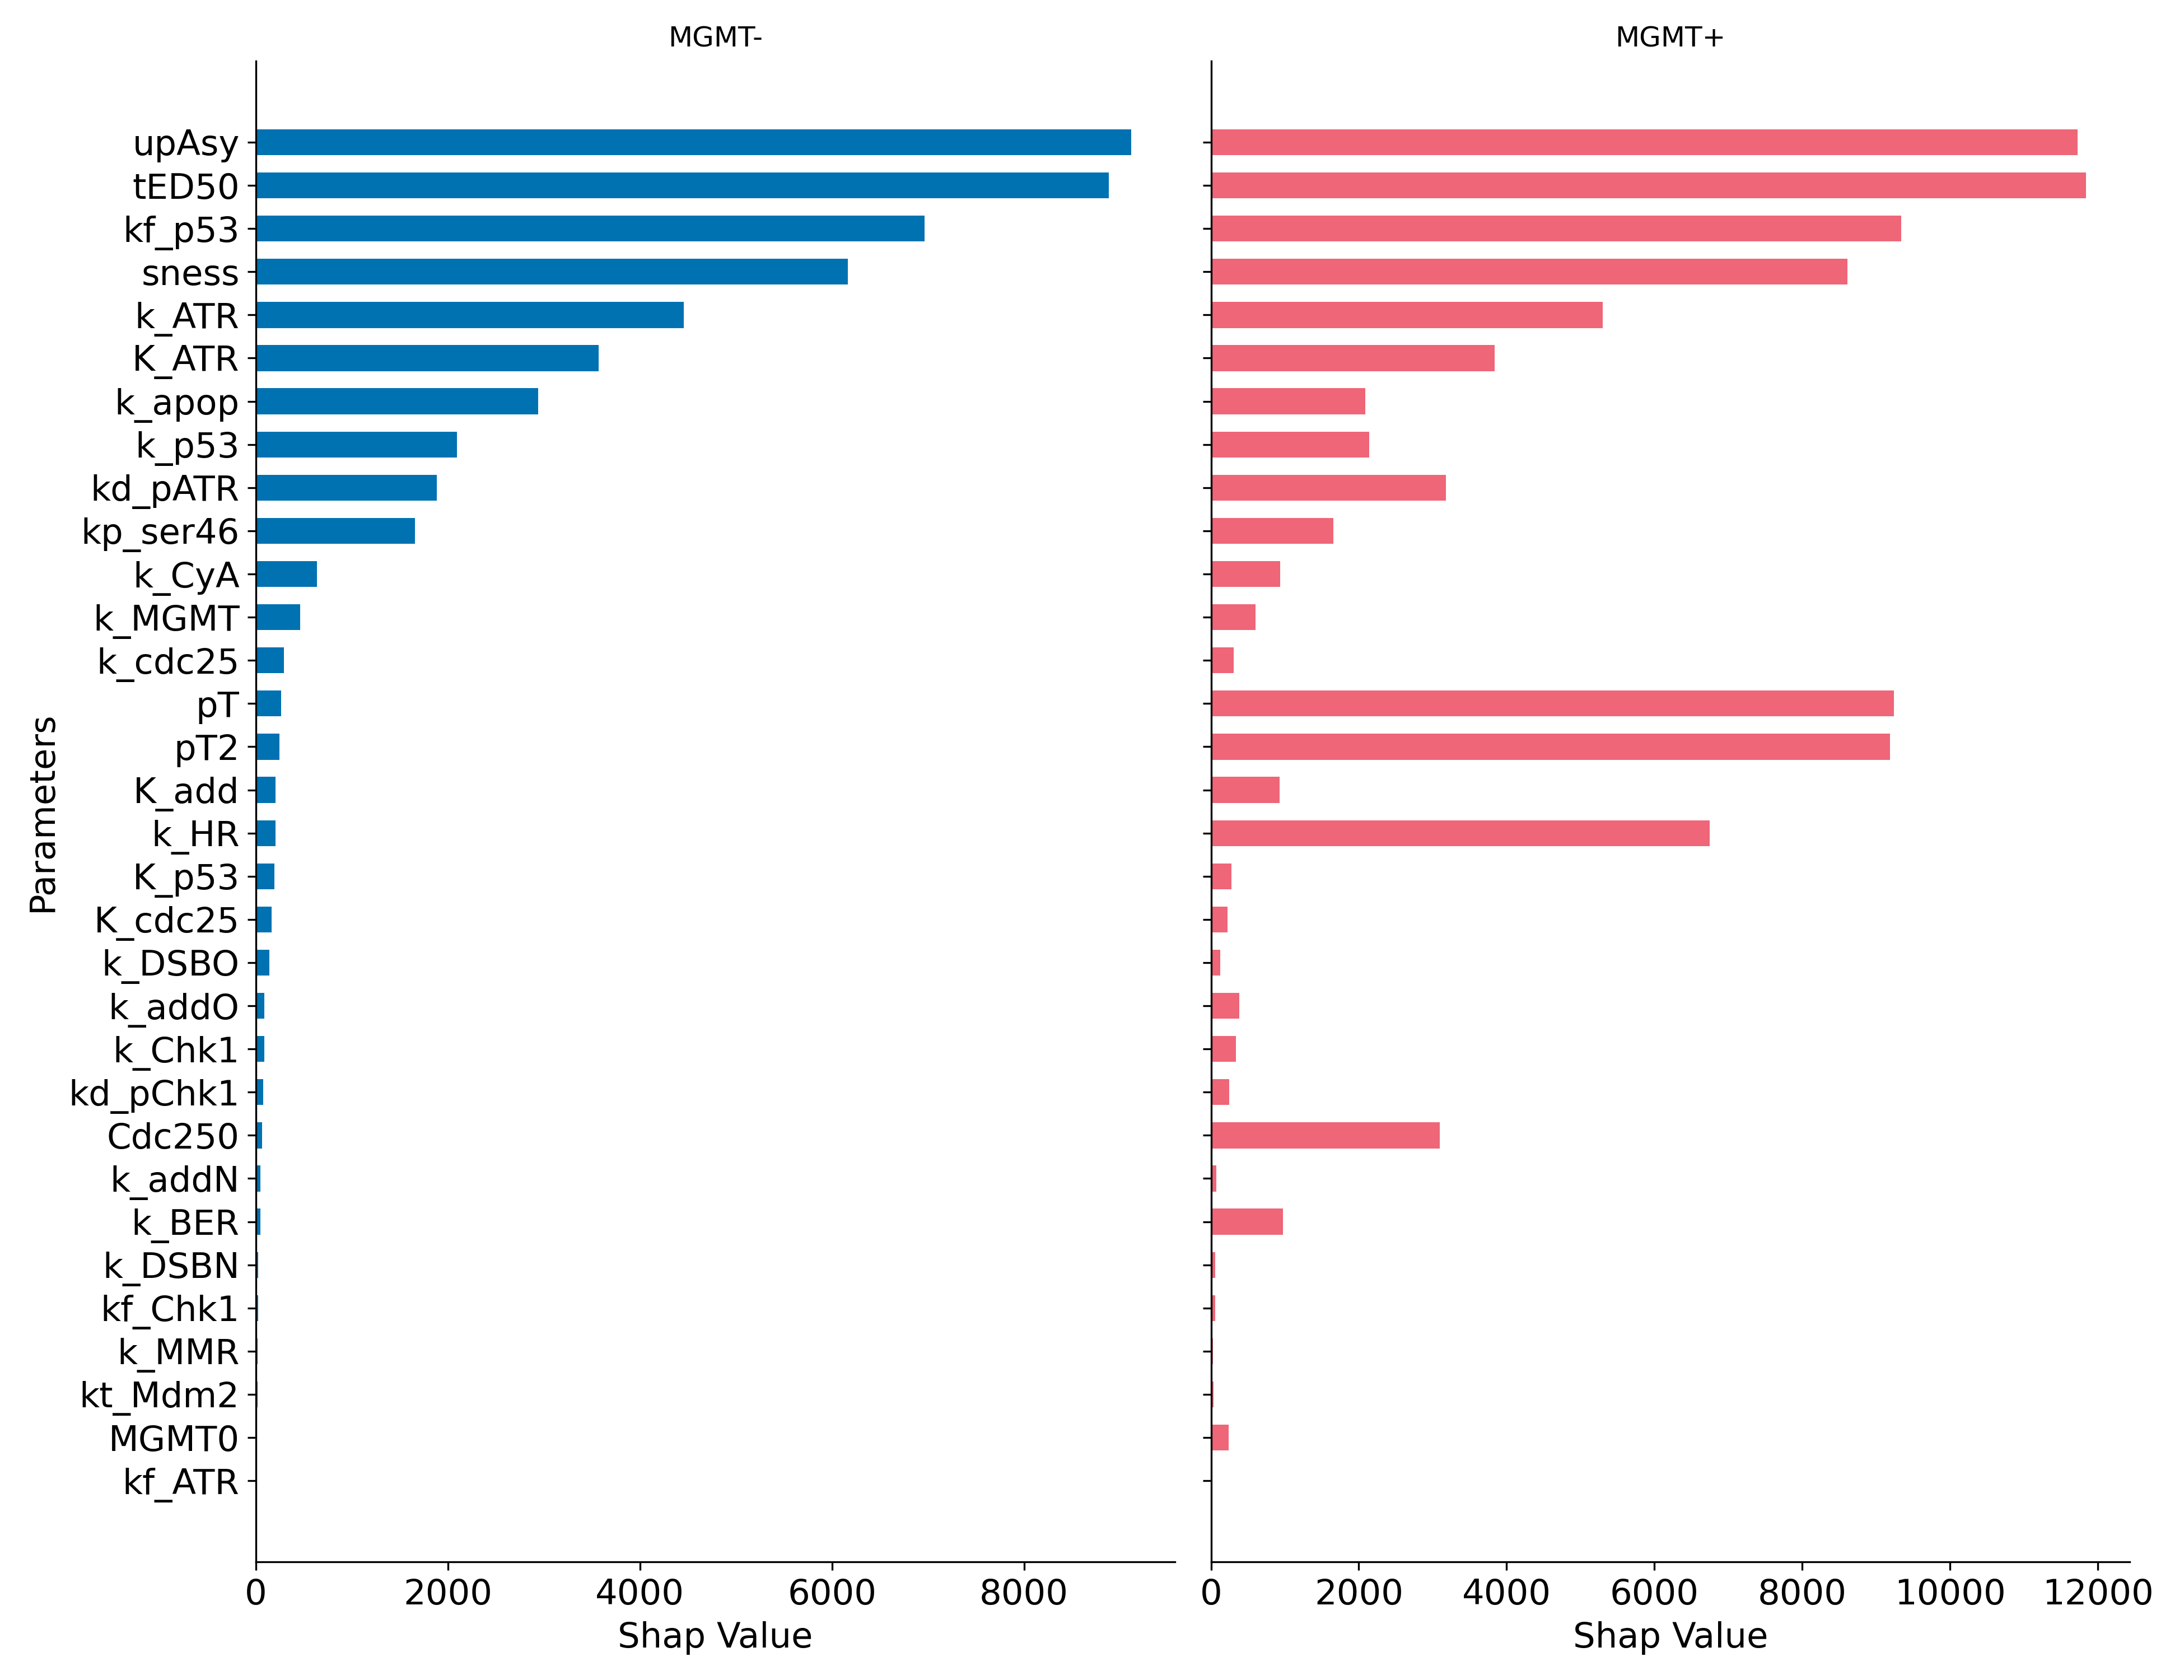 MGMT-
MGMT+
Parameters
upAsy
tED50
kf_p53
sness
k_ATR
K_ATR
k_apop
k_p53
kd_pATR
kp_ser46
k_CyA
k_MGMT
k_cdc25
pT
pT2
K_add
k_HR
K_p53
K_cdc25
k_DSBO
k_addO
k_Chk1
kd_pChk1
Cdc250
k_addN
k_BER
k_DSBN
kf_Chk1
k_MMR
kt_Mdm2
MGMT0
kf_ATR
0 2000 4000 6000 8000
0 2000 4000 6000 8000 10000 12000
Shap Value
Shap Value